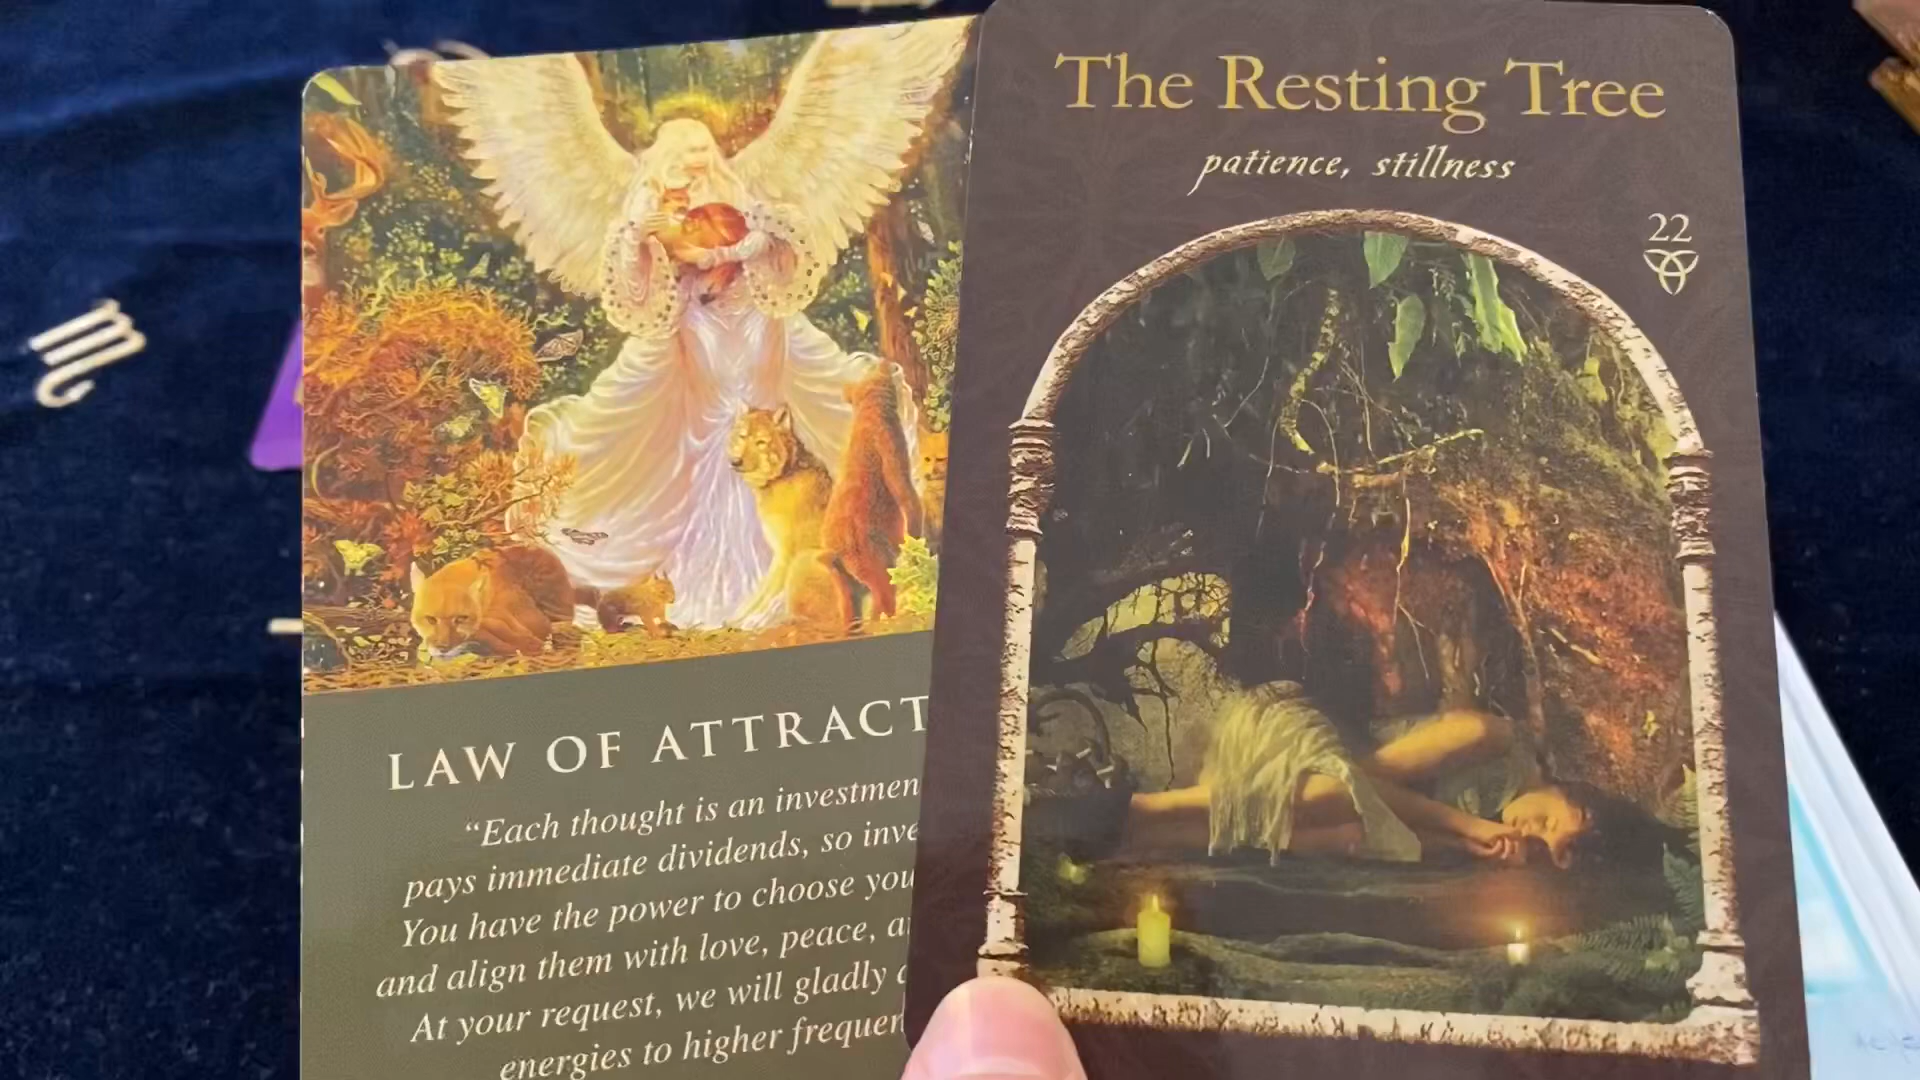 LAW OF ATTRACT
“Each thought is an investmen
pays immediate dividends, so inve
You have the power to choose you
and align them with love, peace, a
At your request, we will gladly
energies to higher frequen
The Resting Tree
patience, stillness
22